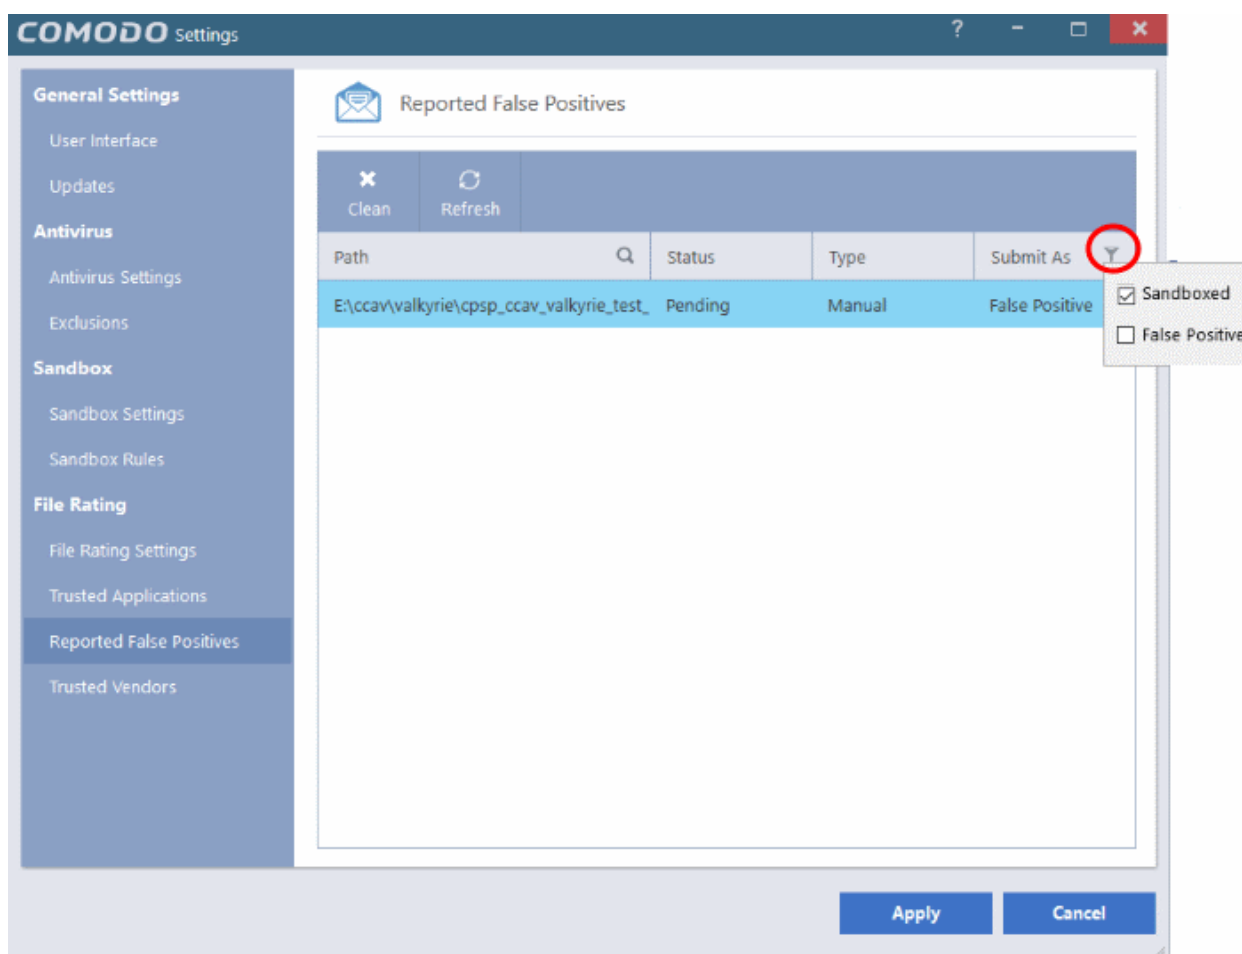 COMODO Settings ?
General Settings
User Interface
Updates
Antivirus
Antivirus Settings
Exclusions
Sandbox
Sandbox Settings
Sandbox Rules
File Rating
File Rating Settings
Trusted Applications
Reported False Positives
Trusted Vendors
Reported False Positives
Clean Refresh
Path Status Type Submit As
E:\ccav\valkyrie\cpsp_ccav_valkyrie_test_ Pending Manual False Positive
Sandboxed
False Positive
Apply Cancel